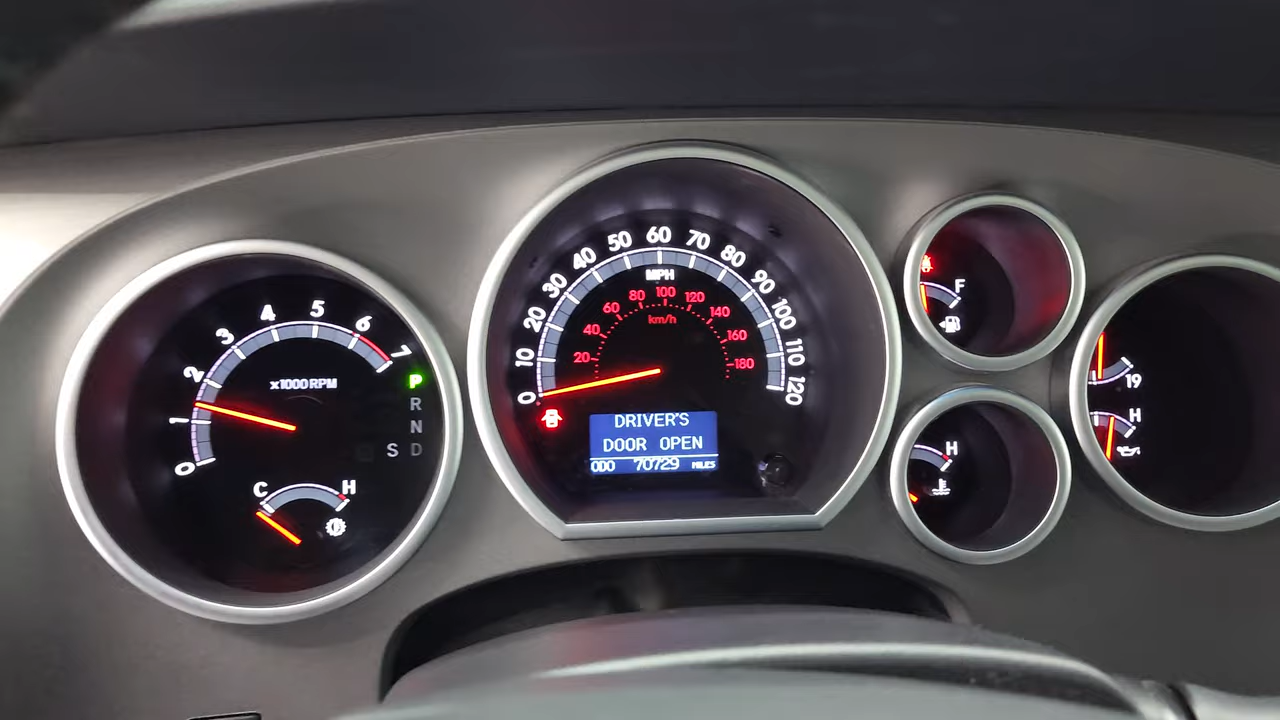 0 1 2 3 4 5 6 7
x1000 RPM
P
R
N
S D
C H
0 10 20 30 40 50 60 70 80 90 100 110 120
MPH
20 40 60 80 100 120 140 160 180
km/h
DRIVER'S
DOOR OPEN
ODO 70729 MILES
F
H
19
H